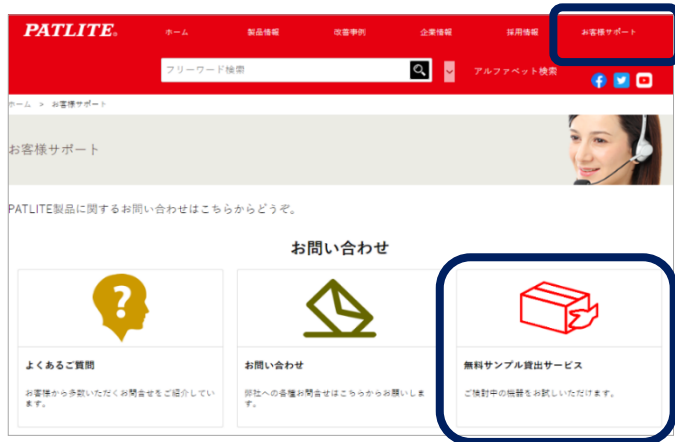 PATLITE®
ホーム 製品情報 改善事例 企業情報 採用情報 お客様サポート
フリーワード検索 アルファベット検索
ホーム > お客様サポート
お客様サポート
PATLITE製品に関するお問い合わせはこちらからどうぞ。
お問い合わせ
よくあるご質問
お客様から多数いただくお問合せをご紹介してい
ます。
お問い合わせ
弊社への各種お問合せはこちらからお願いしま
す。
無料サンプル貸出サービス
ご検討中の機器をお試しいただけます。